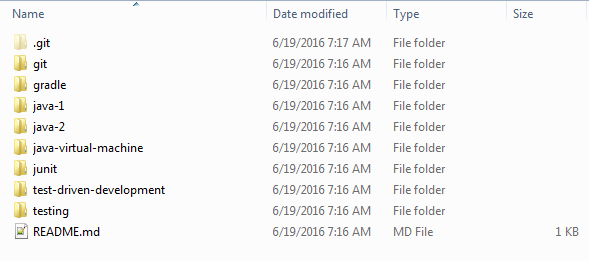 Name Date modified Type Size
.git 6/19/2016 7:17 AM File folder
git 6/19/2016 7:16 AM File folder
gradle 6/19/2016 7:16 AM File folder
java-1 6/19/2016 7:16 AM File folder
java-2 6/19/2016 7:16 AM File folder
java-virtual-machine 6/19/2016 7:16 AM File folder
junit 6/19/2016 7:16 AM File folder
test-driven-development 6/19/2016 7:16 AM File folder
testing 6/19/2016 7:16 AM File folder
README.md 6/19/2016 7:16 AM MD File 1 KB